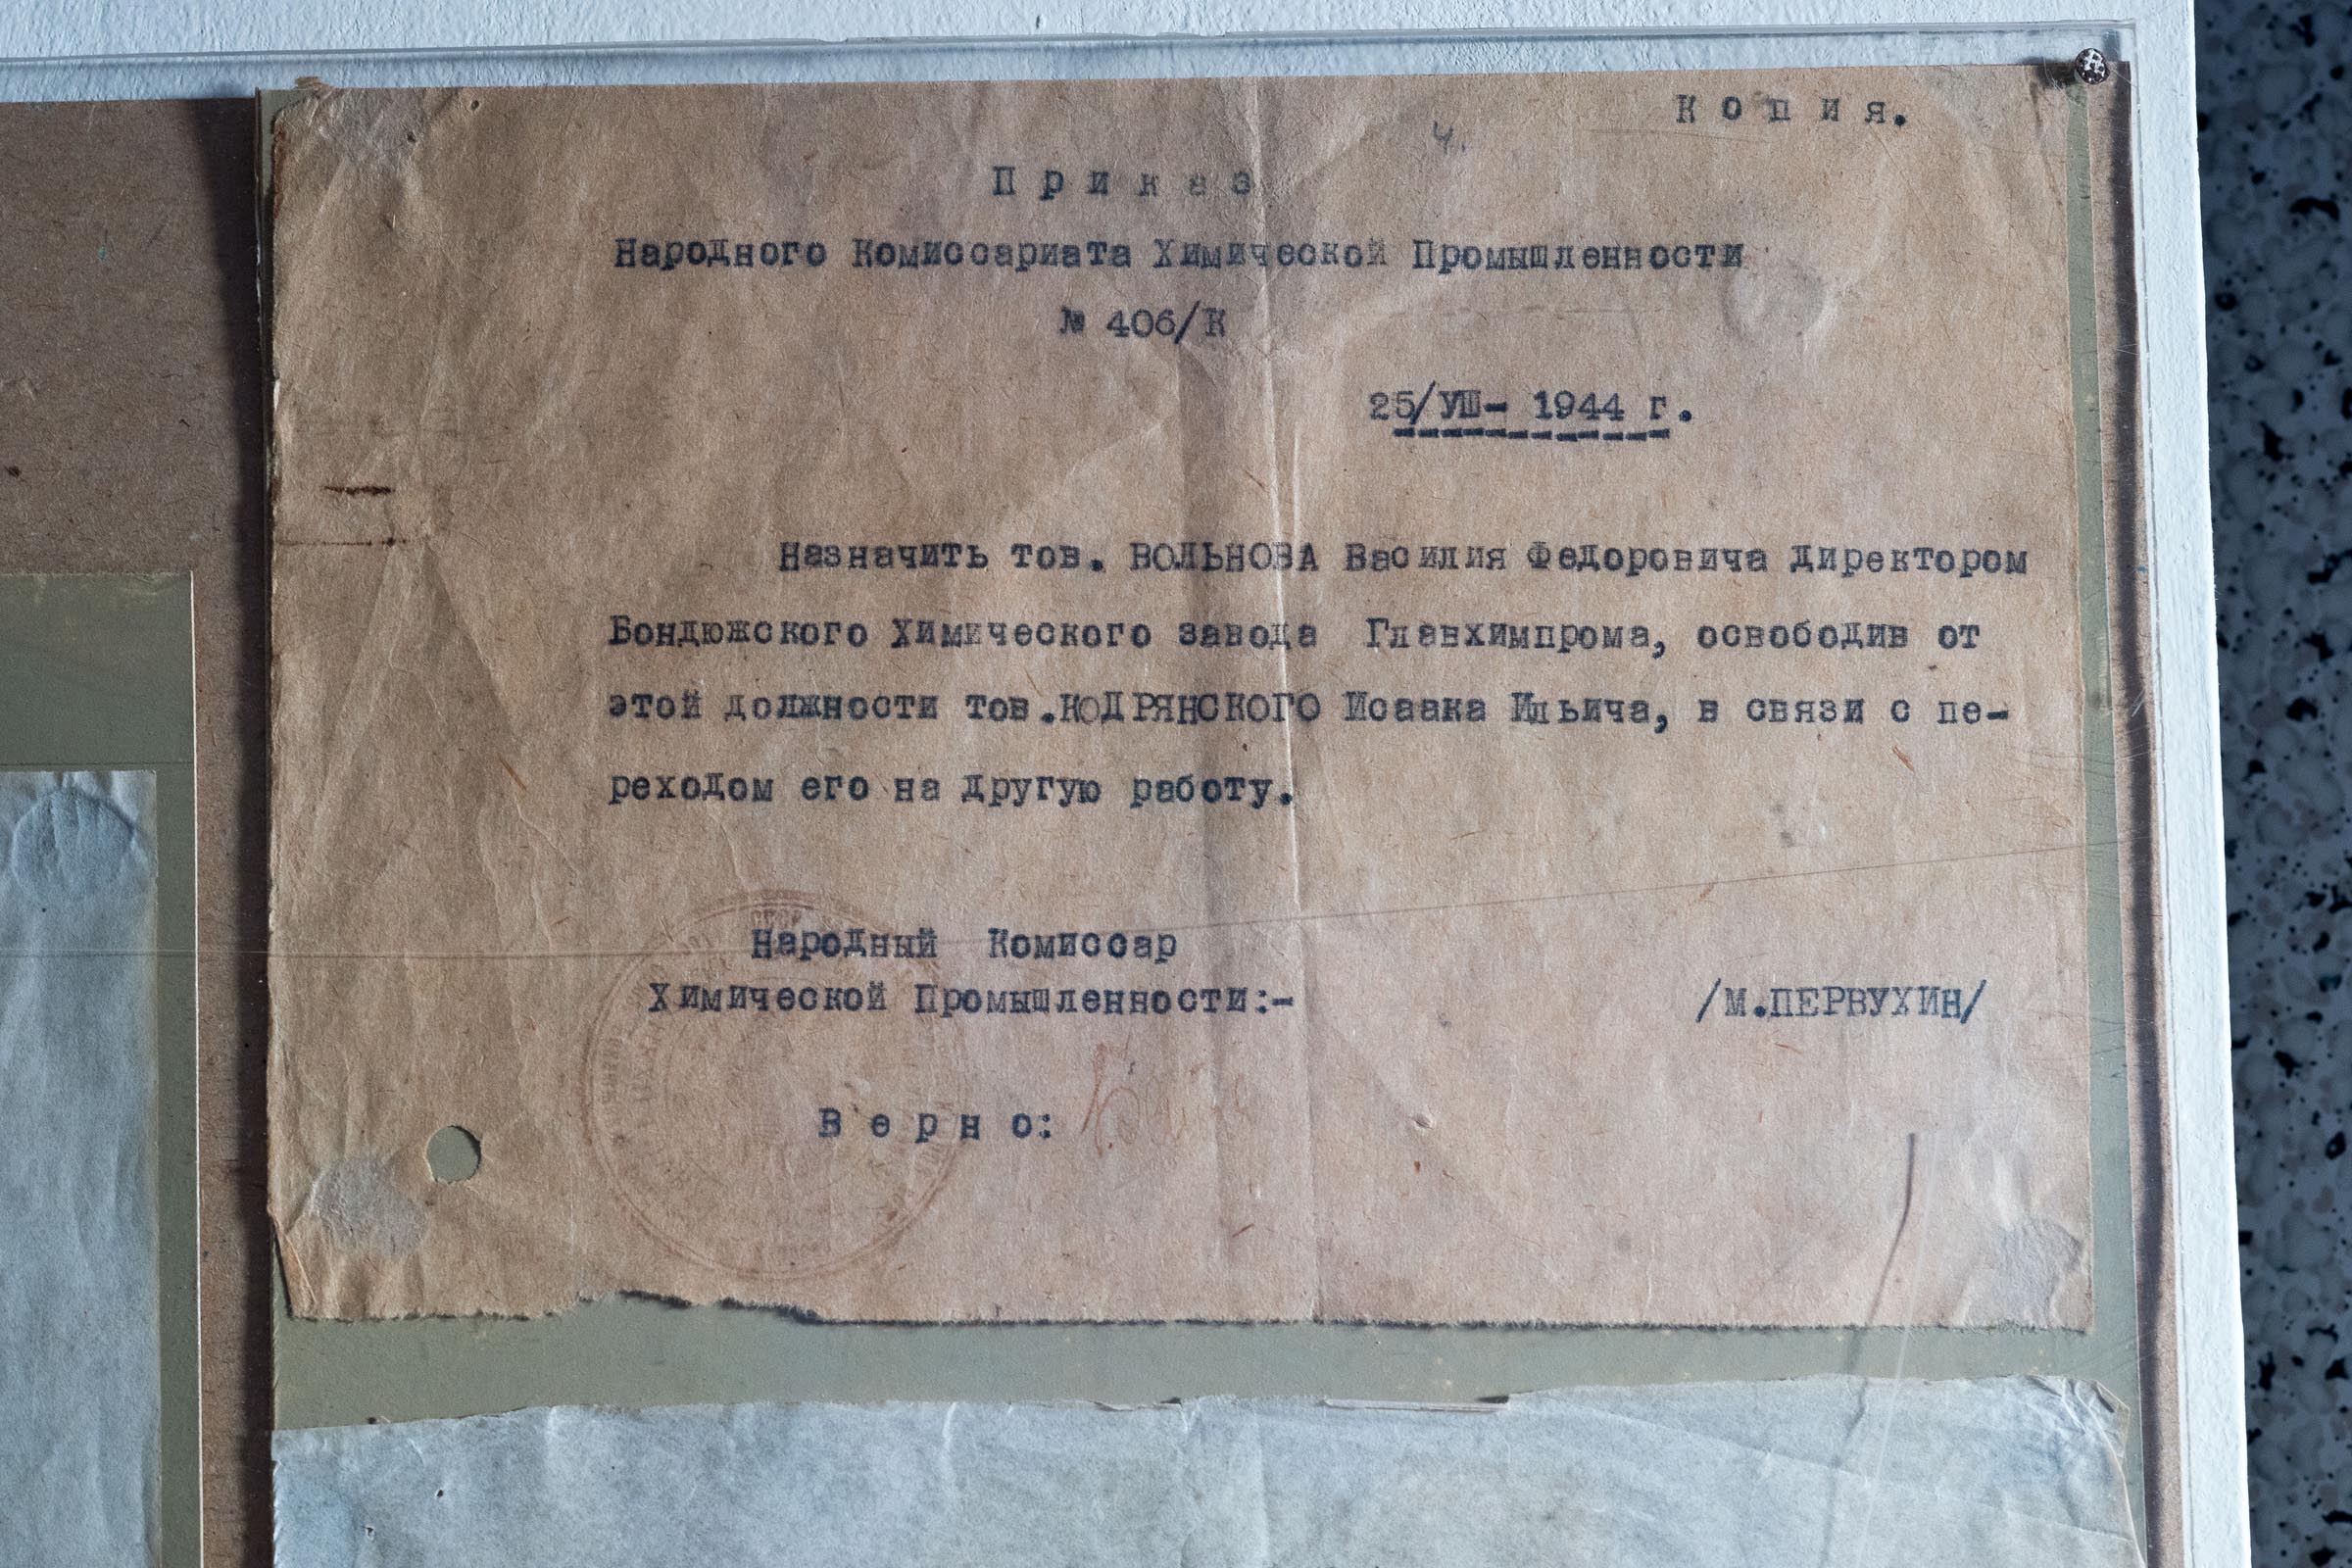 Копия.
4.
Приказ
Народного Комиссариата Химической Промышленности
№ 406/К
25/УШ- 1944 г.
Назначить тов. ВОЛЬНОВА Василия Федоровича директором
Бондюжского Химического завода Главхимпрома, освободив от
этой должности тов.КОДРЯНСКОГО Исаака Ильича, в связи с пе-
реходом его на другую работу.
Народный Комиссар
Химической Промышленности:-
/М.ПЕРВУХИН/
Верно: